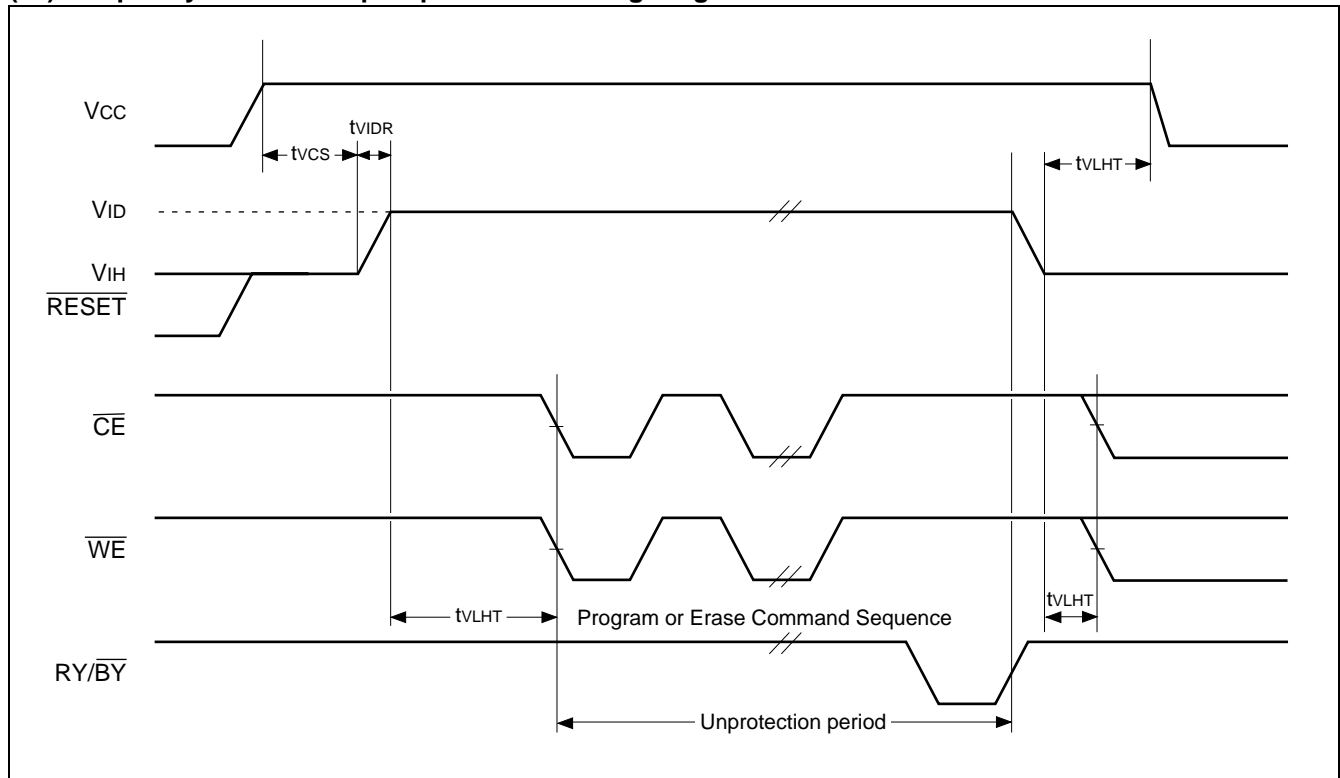 VCC
tVIDR
tVCS
tVLHT
VID
VIH
RESET
CE
WE
tVLHT
tVLHT
Program or Erase Command Sequence
RY/BY
Unprotection period